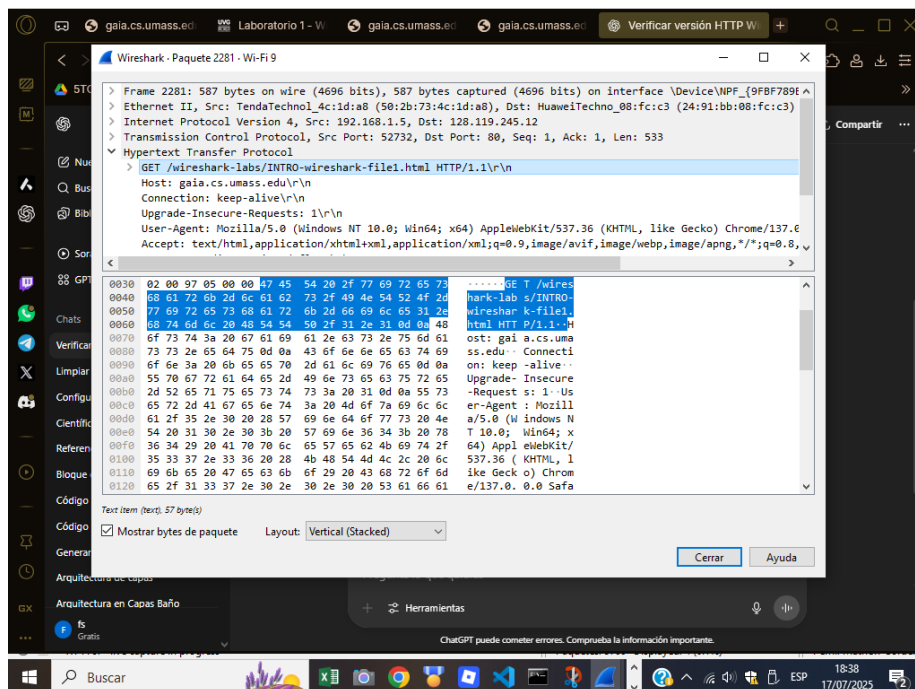 gaia.cs.umass.ed
Laboratorio 1 - W
gaia.cs.umass.ed
gaia.cs.umass.ed
Verificar versión HTTP Wi
Wireshark · Paquete 2281 · Wi-Fi 9
5TO
Compartir
Frame 2281: 587 bytes on wire (4696 bits), 587 bytes captured (4696 bits) on interface \Device\NPF_{9FBF789E
Ethernet II, Src: TendaTechnol_4c:1d:a8 (50:2b:73:4c:1d:a8), Dst: HuaweiTechno_08:fc:c3 (24:91:bb:08:fc:c3)
Internet Protocol Version 4, Src: 192.168.1.5, Dst: 128.119.245.12
Transmission Control Protocol, Src Port: 52732, Dst Port: 80, Seq: 1, Ack: 1, Len: 533
Hypertext Transfer Protocol
GET /wireshark-labs/INTRO-wireshark-file1.html HTTP/1.1\r\n
Host: gaia.cs.umass.edu\r\n
Connection: keep-alive\r\n
Upgrade-Insecure-Requests: 1\r\n
User-Agent: Mozilla/5.0 (Windows NT 10.0; Win64; x64) AppleWebKit/537.36 (KHTML, like Gecko) Chrome/137.0
Accept: text/html,application/xhtml+xml,application/xml;q=0.9,image/avif,image/webp,image/apng,*/*;q=0.8,
0030 02 00 97 05 00 00 47 45 54 20 2f 77 69 72 65 73 ······GE T /wires
0040 68 61 72 6b 2d 6c 61 62 73 2f 49 4e 54 52 4f 2d hark-lab s/INTRO-
0050 77 69 72 65 73 68 61 72 6b 2d 66 69 6c 65 31 2e wireshar k-file1.
0060 68 74 6d 6c 20 48 54 54 50 2f 31 2e 31 0d 0a 48 html HTT P/1.1··H
0070 6f 73 74 3a 20 67 61 69 61 2e 63 73 2e 75 6d 61 ost: gai a.cs.uma
0080 73 73 2e 65 64 75 0d 0a 43 6f 6e 6e 65 63 74 69 ss.edu·· Connecti
0090 6f 6e 3a 20 6b 65 65 70 2d 61 6c 69 76 65 0d 0a on: keep -alive··
00a0 55 70 67 72 61 64 65 2d 49 6e 73 65 63 75 72 65 Upgrade- Insecure
00b0 2d 52 65 71 75 65 73 74 73 3a 20 31 0d 0a 55 73 -Request s: 1··Us
00c0 65 72 2d 41 67 65 6e 74 3a 20 4d 6f 7a 69 6c 6c er-Agent : Mozill
00d0 61 2f 35 2e 30 20 28 57 69 6e 64 6f 77 73 20 4e a/5.0 (W indows N
00e0 54 20 31 30 2e 30 3b 20 57 69 6e 36 34 3b 20 78 T 10.0; Win64; x
00f0 36 34 29 20 41 70 70 6c 65 57 65 62 4b 69 74 2f 64) Appl eWebKit/
0100 35 33 37 2e 33 36 20 28 4b 48 54 4d 4c 2c 20 6c 537.36 ( KHTML, l
0110 69 6b 65 20 47 65 63 6b 6f 29 20 43 68 72 6f 6d ike Geck o) Chrom
0120 65 2f 31 33 37 2e 30 2e 30 2e 30 20 53 61 66 61 e/137.0. 0.0 Safa
Text item (text), 57 byte(s)
Mostrar bytes de paquete
Layout:
Vertical (Stacked)
Cerrar
Ayuda
Nue
Bus
Bibl
Sora
GPT
Chats
Verificar
Limpiar
Configu
Científic
Referen
Bloque
Código
Código
Generar
Arquitectura de capas
Arquitectura en Capas Baño
fs
Gratis
Herramientas
ChatGPT puede cometer errores. Comprueba la información importante.
GX
Buscar
ESP
18:38
17/07/2025
2